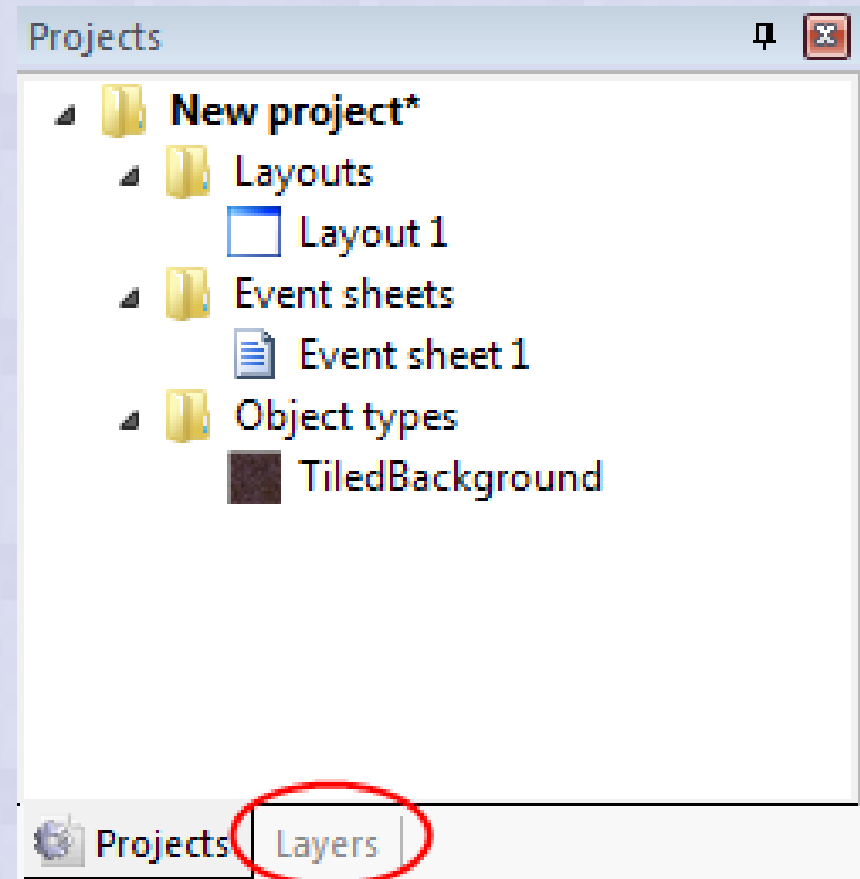 Projects
New project*
Layouts
Layout 1
Event sheets
Event sheet 1
Object types
TiledBackground
Projects Layers